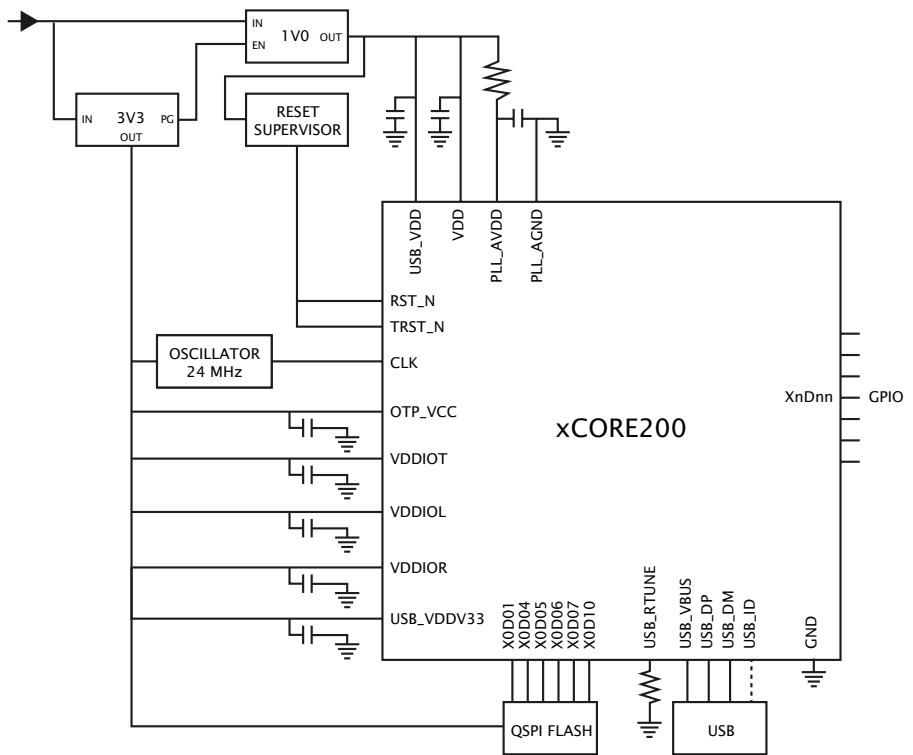 IN
1V0
OUT
EN
IN
3V3
PG
OUT
RESET
SUPERVISOR
USB_VDD
VDD
PLL_AVDD
PLL_AGND
RST_N
TRST_N
OSCILLATOR
24 MHz
CLK
XnDnn
GPIO
OTP_VCC
xCORE200
VDDIOT
VDDIOL
VDDIOR
USB_VDDV33
X0D01
X0D04
X0D05
X0D06
X0D07
X0D10
USB_RTUNE
USB_VBUS
USB_DP
USB_DM
USB_ID
GND
QSPI FLASH
USB